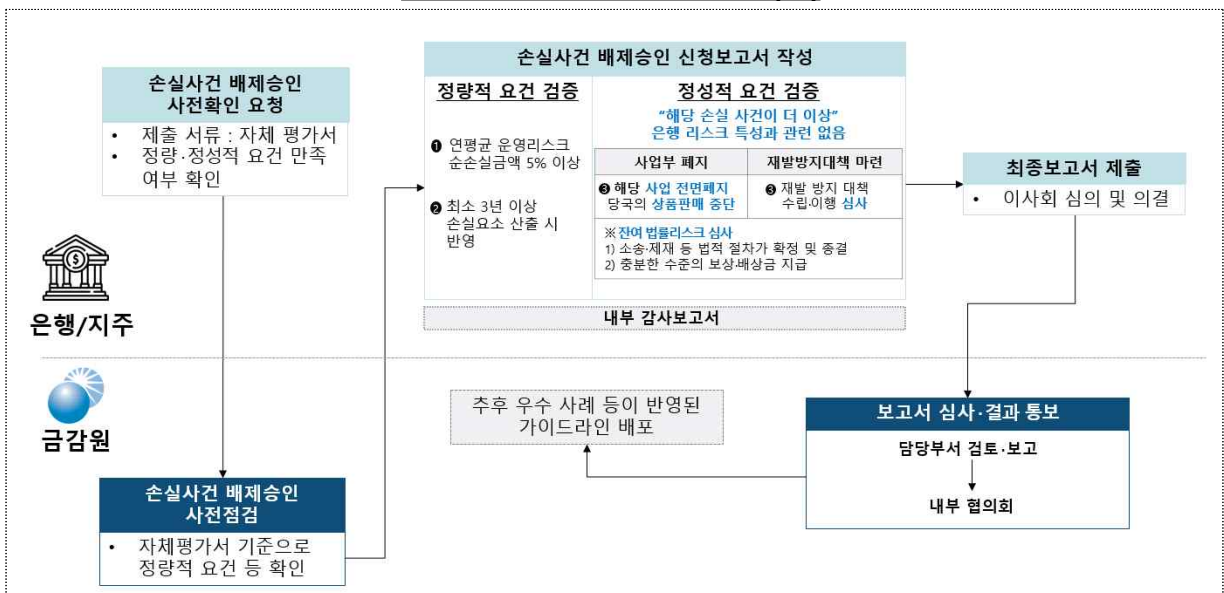 손실사건 배제승인
사전확인 요청
• 제출 서류 : 자체 평가서
• 정량·정성적 요건 만족
여부 확인
손실사건 배제승인 신청보고서 작성
정량적 요건 검증
❶ 연평균 운영리스크
순손실금액 5% 이상
❷ 최소 3년 이상
손실요소 산출 시
반영
정성적 요건 검증
“해당 손실 사건이 더 이상”
은행 리스크 특성과 관련 없음
사업부 폐지
❸ 해당 사업 전면폐지
당국의 상품판매 중단
재발방지대책 마련
❸ 재발 방지 대책
수립·이행 심사
※ 잔여 법률리스크 심사
1) 소송·제재 등 법적 절차가 확정 및 종결
2) 충분한 수준의 보상·배상금 지급
내부 감사보고서
최종보고서 제출
• 이사회 심의 및 의결
은행/지주
금감원
손실사건 배제승인
사전점검
• 자체평가서 기준으로
정량적 요건 등 확인
추후 우수 사례 등이 반영된
가이드라인 배포
보고서 심사·결과 통보
담당부서 검토·보고
내부 협의회